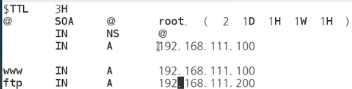 $TTL 3H
@ SOA @ root. ( 2 1D 1H 1W 1H )
IN NS @
IN A 192.168.111.100
www IN A 192.168.111.100
ftp IN A 192.168.111.200